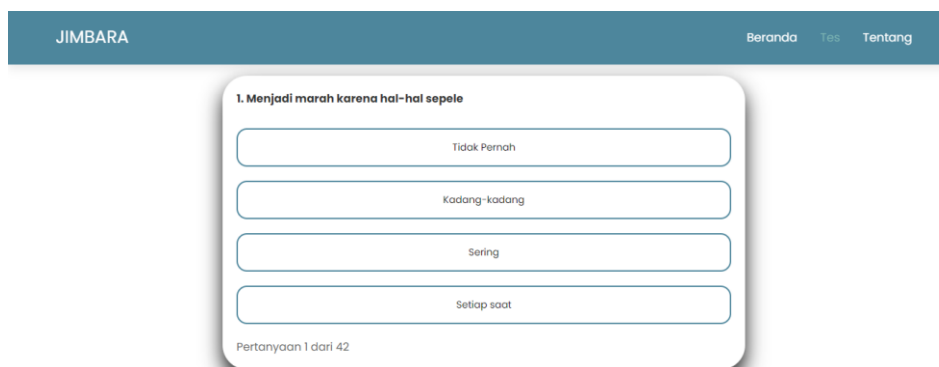 JIMBARA
Beranda Tes Tentang
1. Menjadi marah karena hal-hal sepele
Tidak Pernah
Kadang-kadang
Sering
Setiap saat
Pertanyaan 1 dari 42